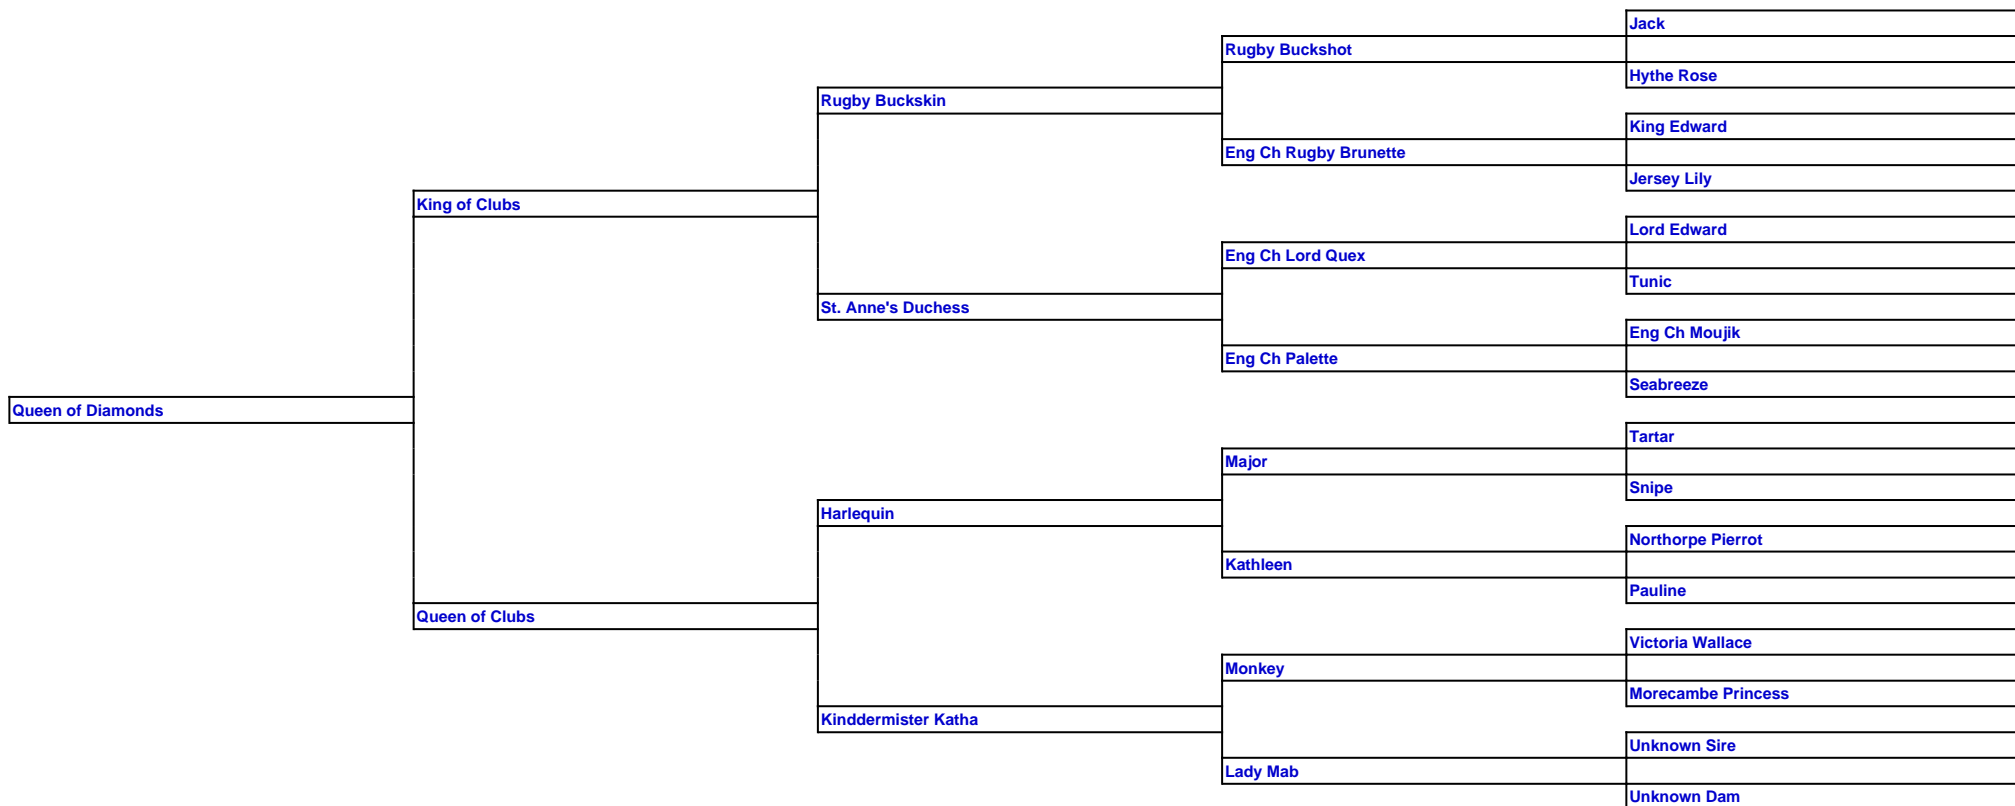 Jack
Rugby Buckshot
Hythe Rose
Rugby Buckskin
King Edward
Eng Ch Rugby Brunette
Jersey Lily
King of Clubs
Lord Edward
Eng Ch Lord Quex
Tunic
St. Anne's Duchess
Eng Ch Moujik
Eng Ch Palette
Seabreeze
Queen of Diamonds
Tartar
Major
Snipe
Harlequin
Northorpe Pierrot
Kathleen
Pauline
Queen of Clubs
Victoria Wallace
Monkey
Morecambe Princess
Kinddermister Katha
Unknown Sire
Lady Mab
Unknown Dam